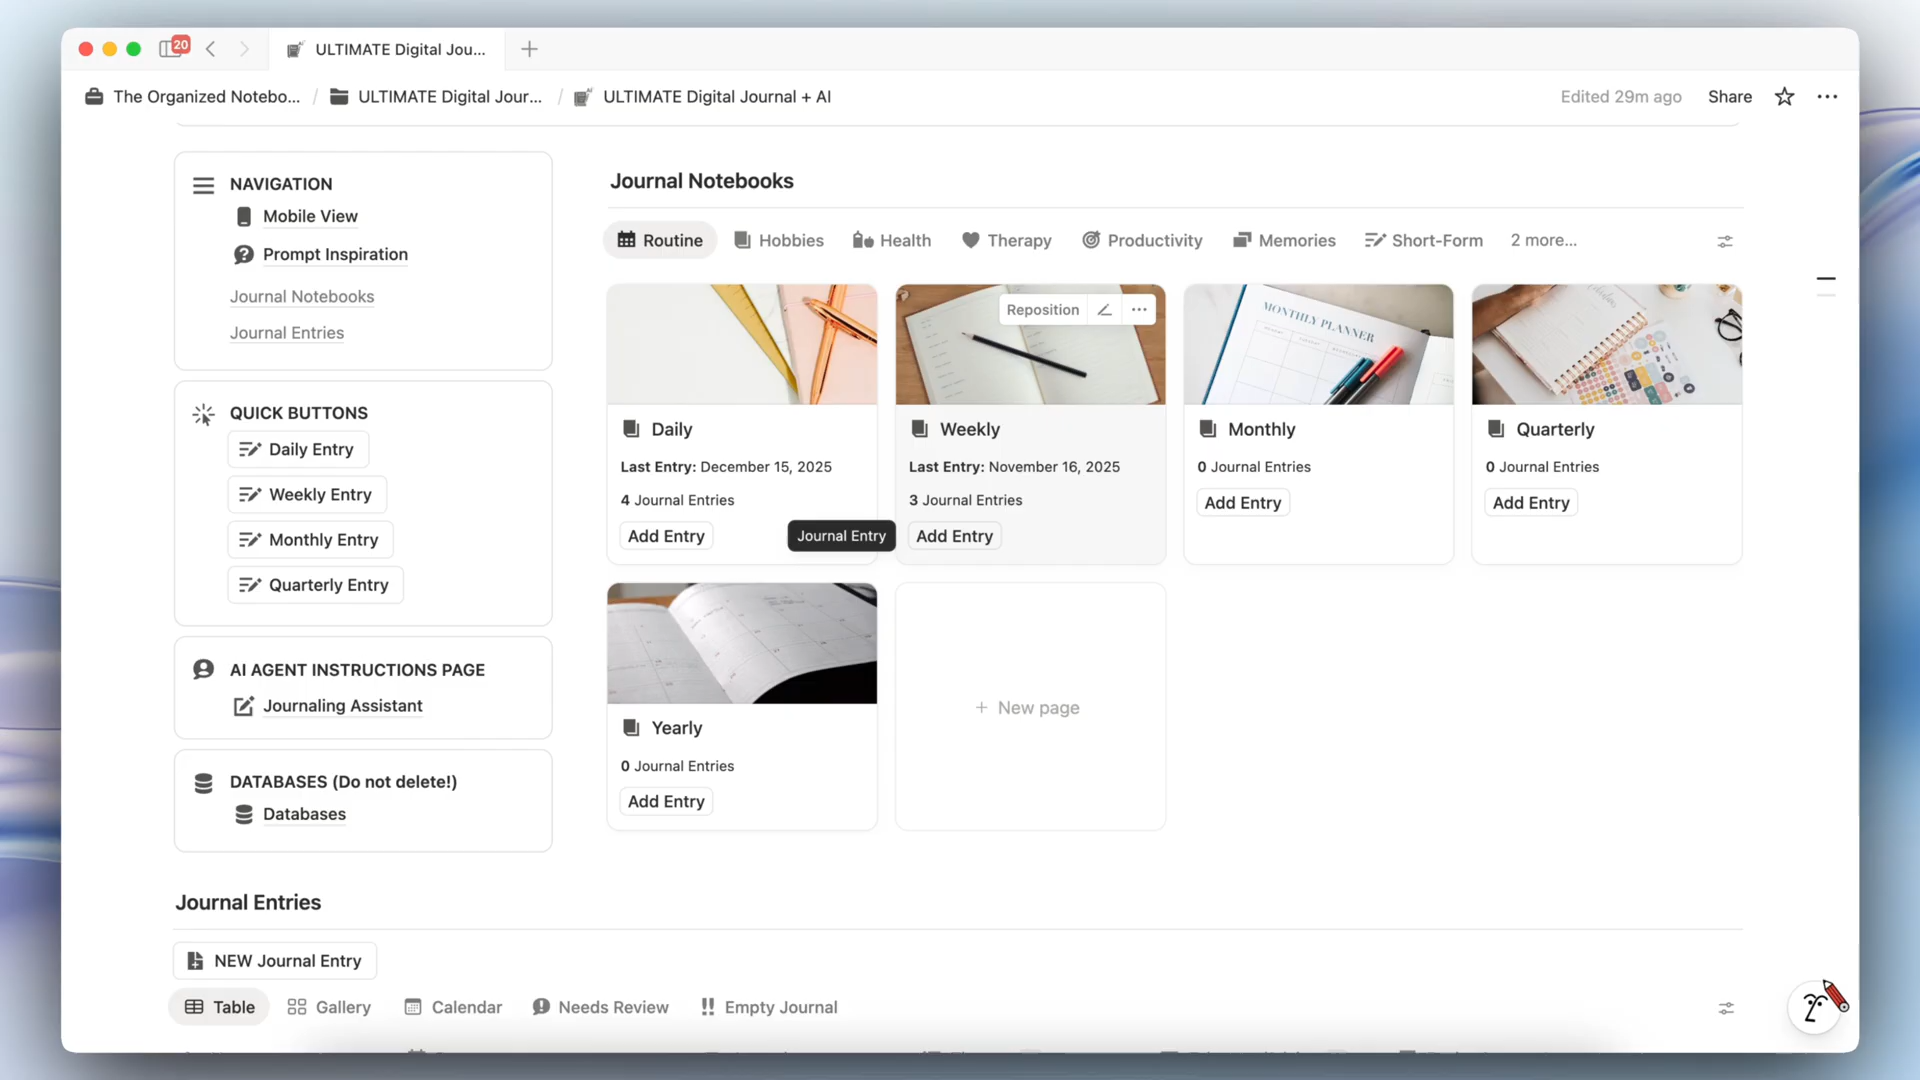 20
ULTIMATE Digital Jou...
The Organized Notebo... / ULTIMATE Digital Jour... / ULTIMATE Digital Journal + AI
Edited 29m ago
Share
NAVIGATION
Mobile View
Prompt Inspiration
Journal Notebooks
Journal Entries
QUICK BUTTONS
Daily Entry
Weekly Entry
Monthly Entry
Quarterly Entry
AI AGENT INSTRUCTIONS PAGE
Journaling Assistant
DATABASES (Do not delete!)
Databases
Journal Notebooks
Routine
Hobbies
Health
Therapy
Productivity
Memories
Short-Form
2 more...
Daily
Last Entry: December 15, 2025
4 Journal Entries
Add Entry
Journal Entry
Reposition
Weekly
Last Entry: November 16, 2025
3 Journal Entries
Add Entry
MONTHLY PLANNER
Monthly
0 Journal Entries
Add Entry
Quarterly
0 Journal Entries
Add Entry
Yearly
0 Journal Entries
Add Entry
+ New page
Journal Entries
NEW Journal Entry
Table
Gallery
Calendar
Needs Review
Empty Journal